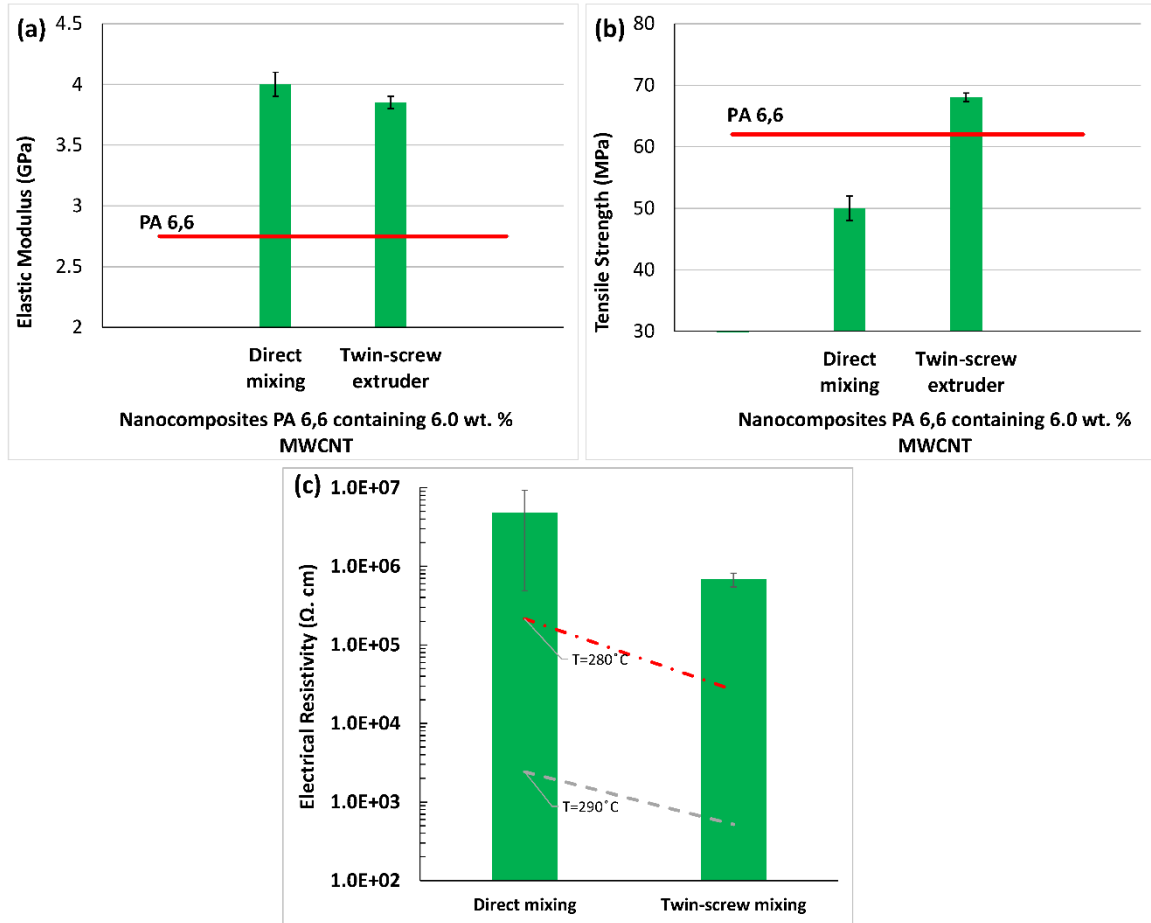 (a)
Elastic Modulus (GPa)
4.5
4
3.5
3
2.5
2
PA 6,6
Direct
mixing
Twin-screw
extruder
Nanocomposites PA 6,6 containing 6.0 wt. %
MWCNT
(b)
Tensile Strength (MPa)
80
70
60
50
40
30
PA 6,6
Direct
mixing
Twin-screw
extruder
Nanocomposites PA 6,6 containing 6.0 wt. %
MWCNT
(c)
Electrical Resistivity (Ω. cm)
1.0E+07
1.0E+06
1.0E+05
1.0E+04
1.0E+03
1.0E+02
T=280˚C
T=290˚C
Direct mixing
Twin-screw mixing